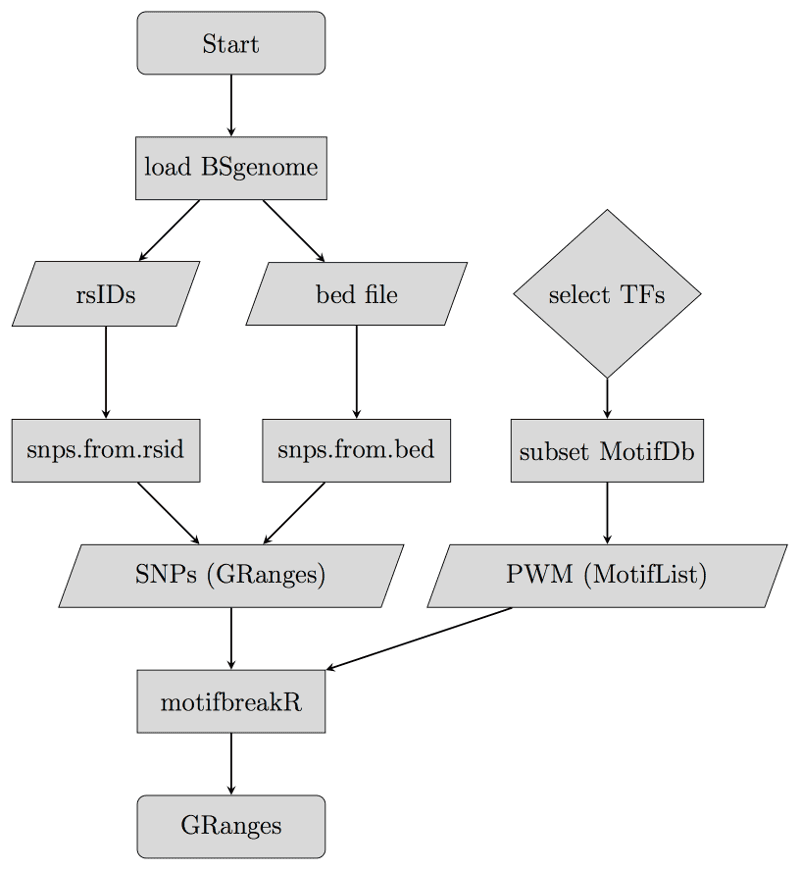 Start
load BSgenome
rsIDs
bed file
select TFs
snps.from.rsid
snps.from.bed
subset MotifDb
SNPs (GRanges)
PWM (MotifList)
motifbreakR
GRanges